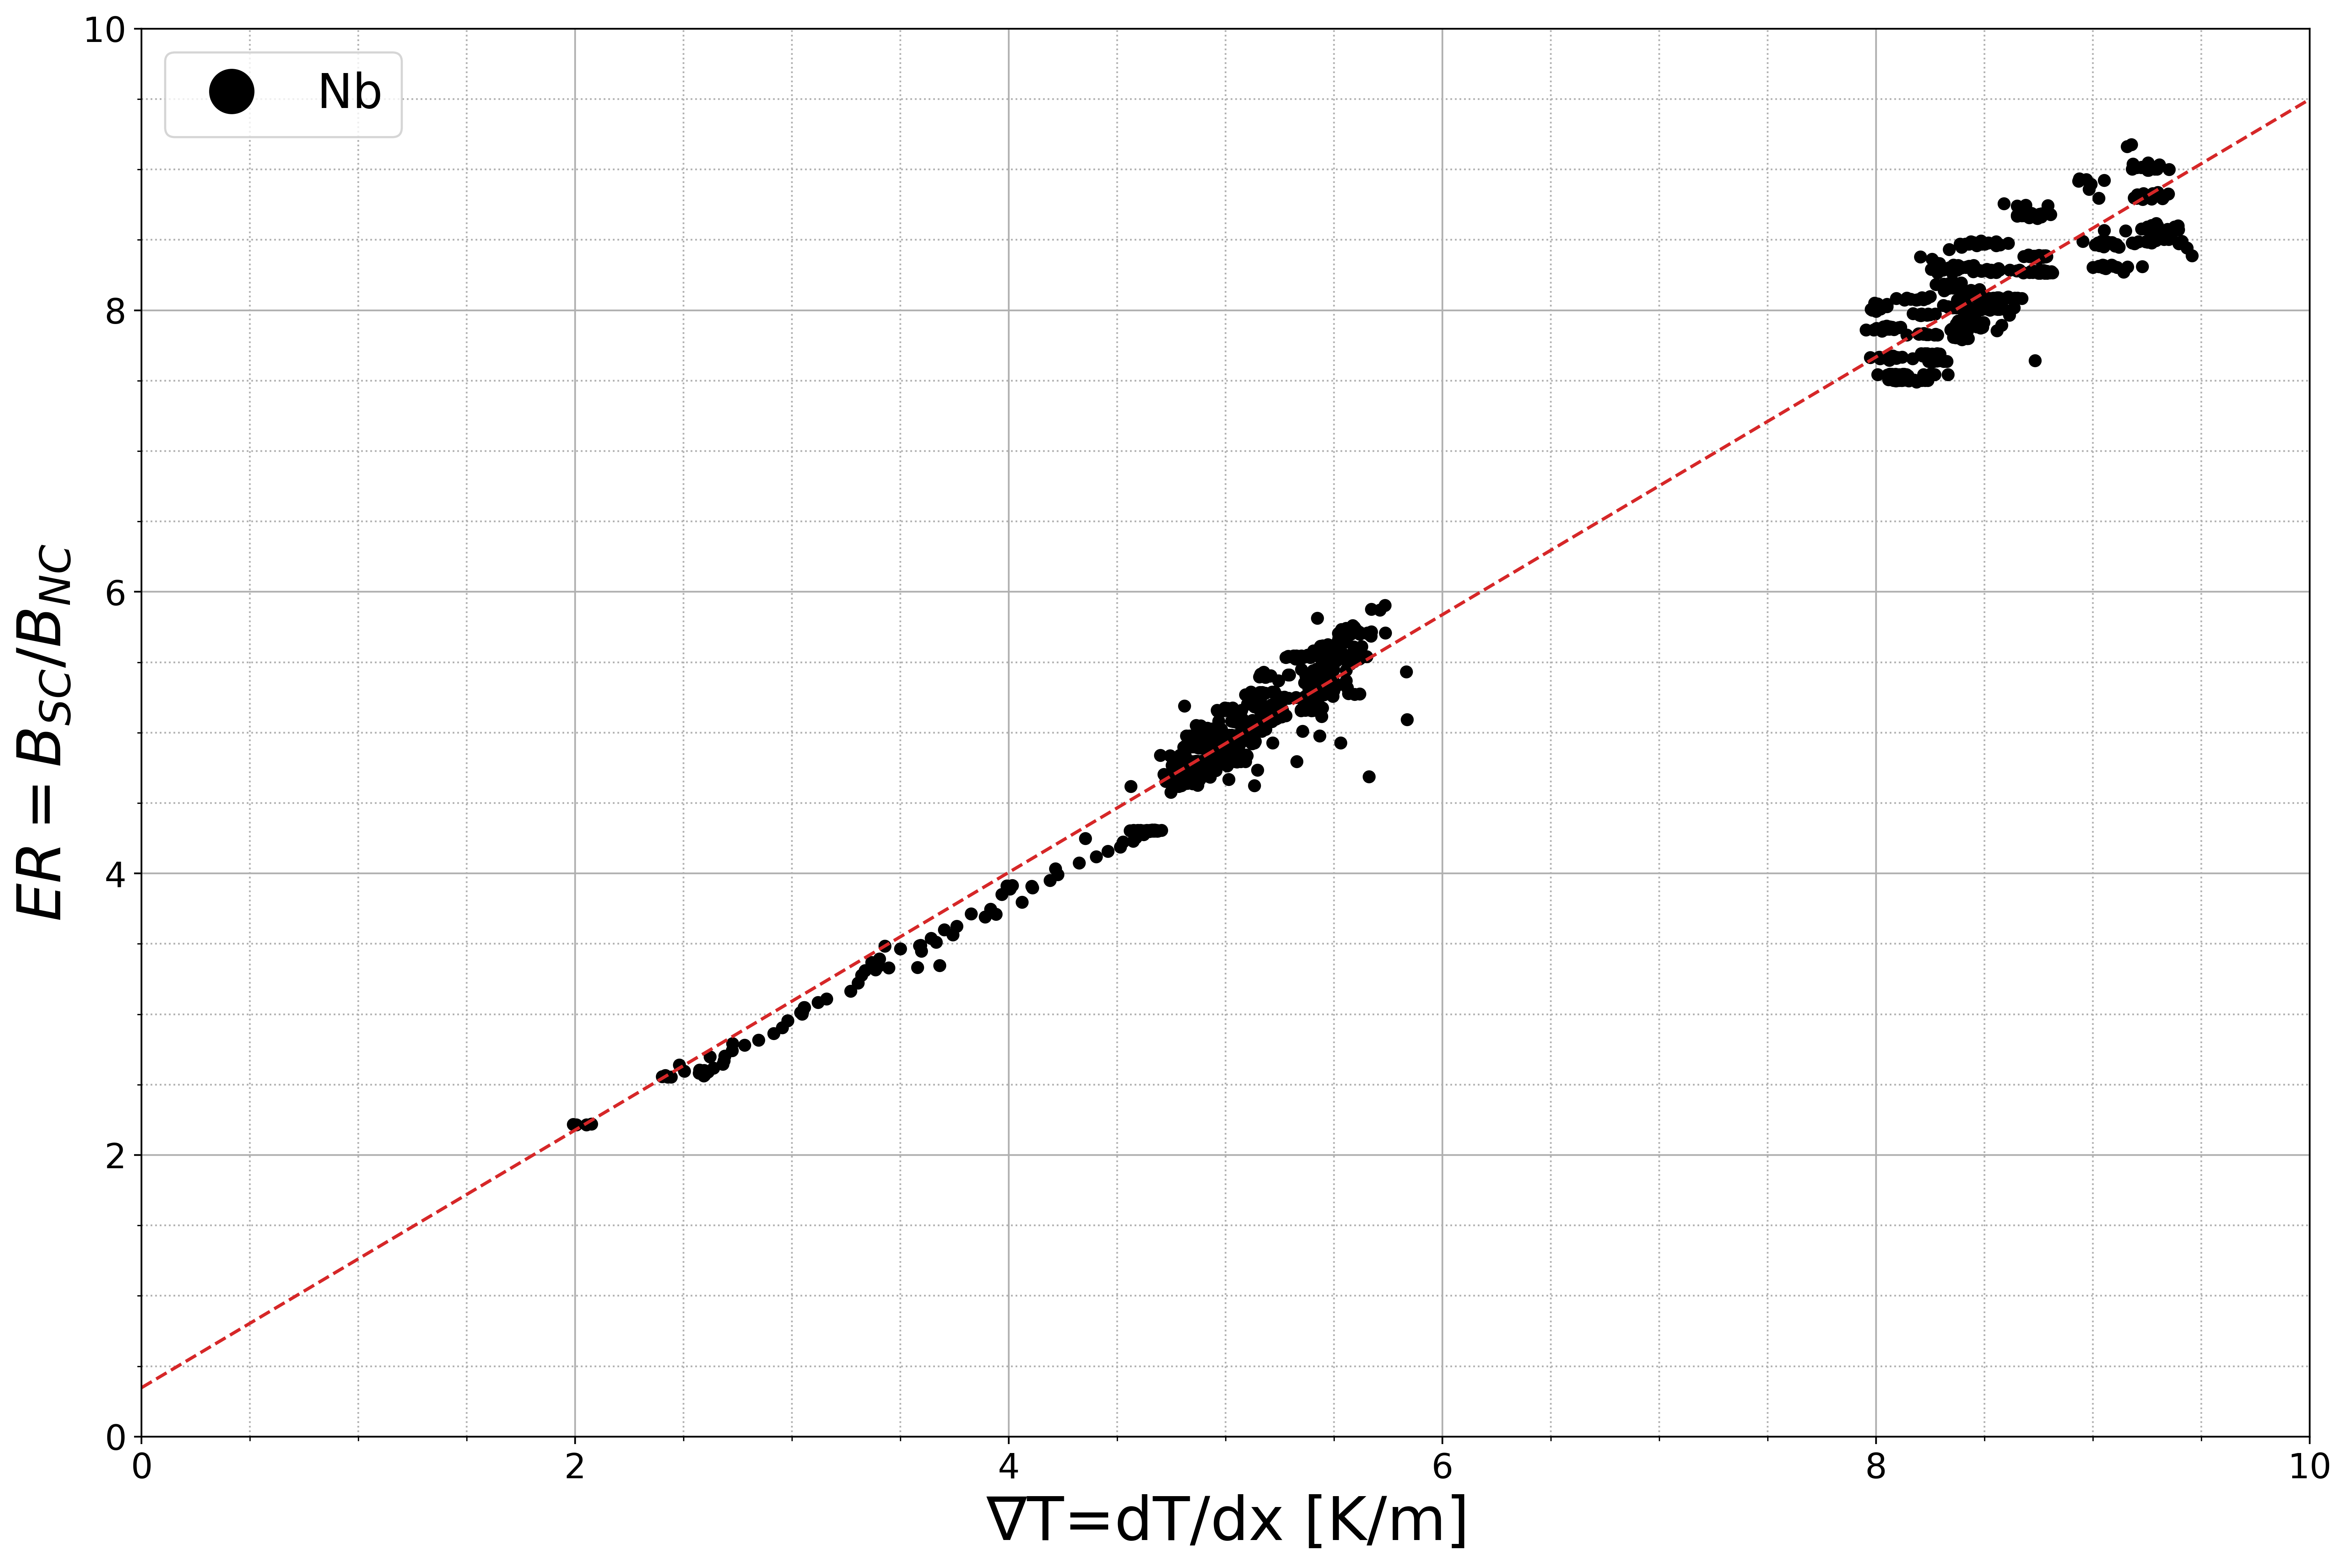 10
8
6
4
2
0
Nb
ER = B_SC/B_NC
0 2 4 6 8 10
∇T=dT/dx [K/m]